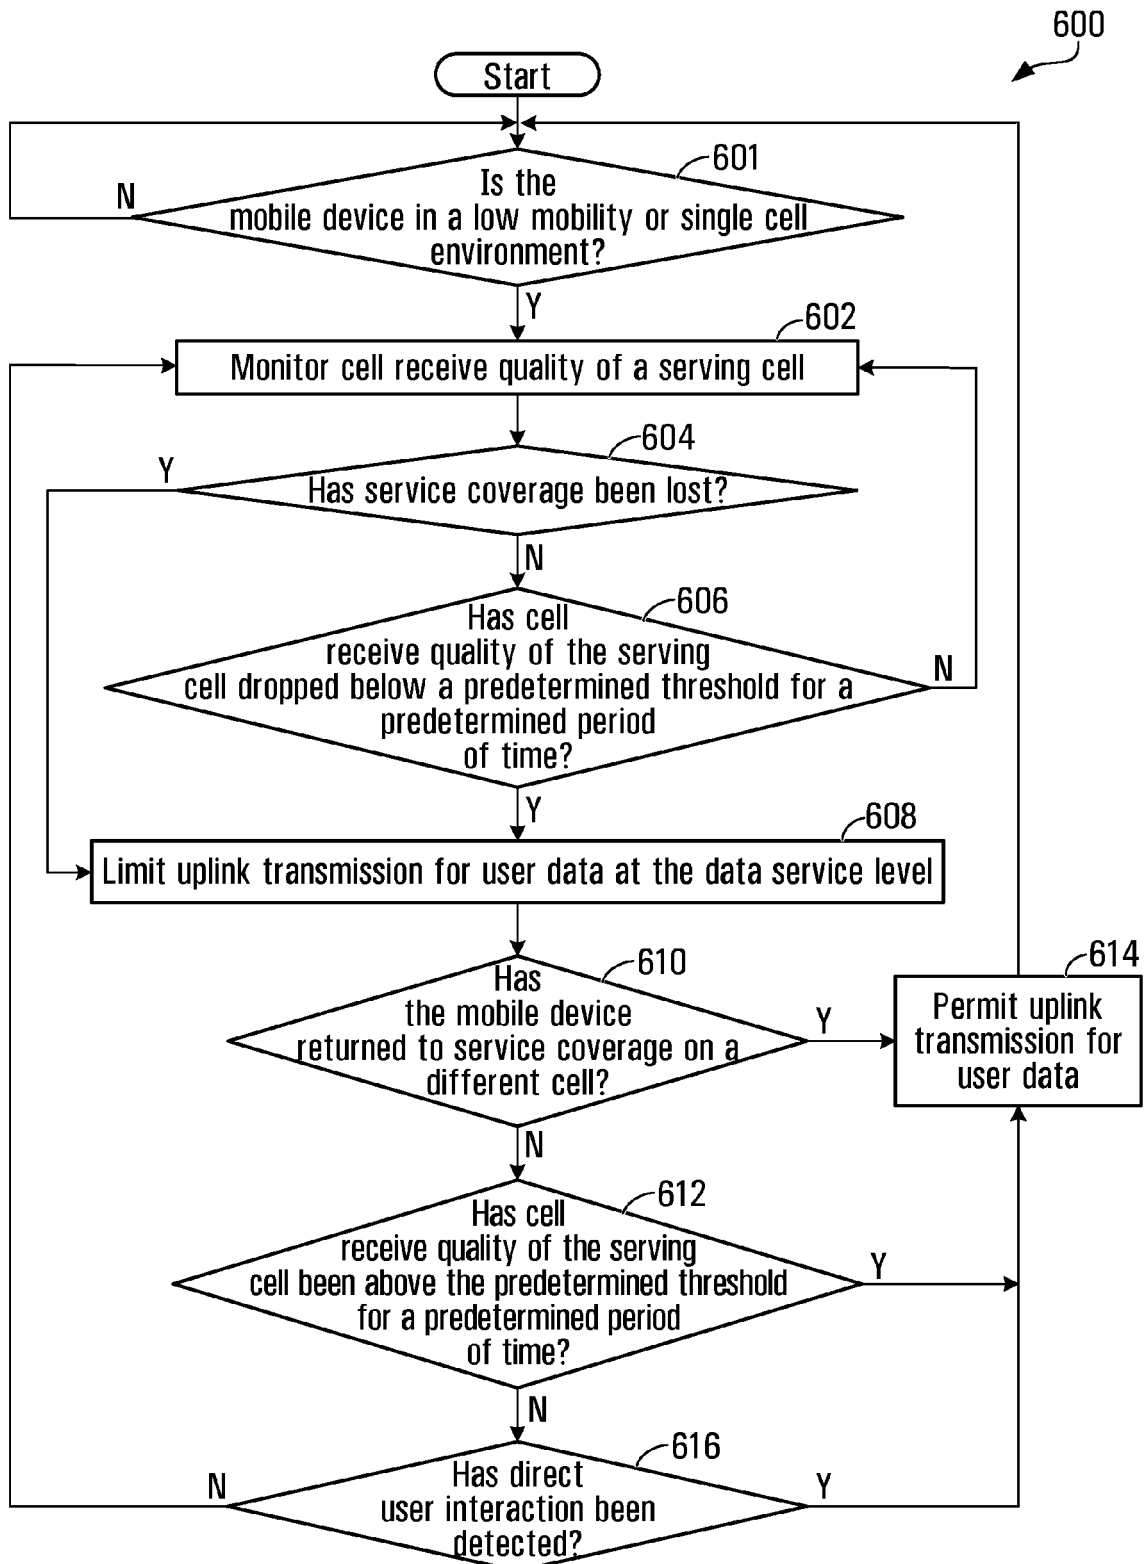 600
Start
601
N
Is the
mobile device in a low mobility or single cell
environment?
Y
602
Monitor cell receive quality of a serving cell
604
Y
Has service coverage been lost?
N
606
Has cell
receive quality of the serving
N
cell dropped below a predetermined threshold for a
predetermined period
of time?
Y
608
Limit uplink transmission for user data at the data service level
610
Has
the mobile device
returned to service coverage on a
different cell?
Y
614
Permit uplink
transmission for
user data
N
612
Has cell
receive quality of the serving
cell been above the predetermined threshold
for a predetermined period
of time?
Y
N
616
N
Has direct
user interaction been
detected?
Y